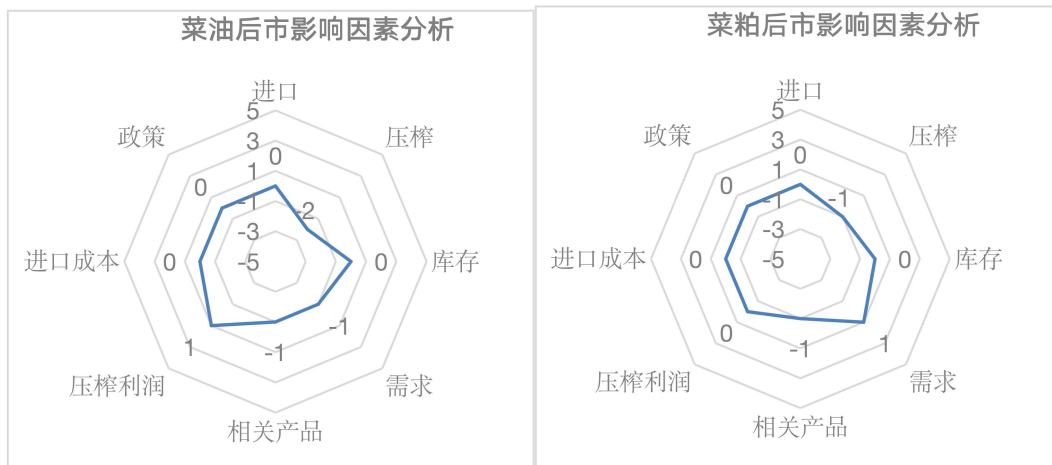 菜油后市影响因素分析
进口
5
政策
压榨
3
0
1
0
-1
-2
-3
进口成本
0
-5
0
库存
-1
1
-1
压榨利润
需求
相关产品
菜粕后市影响因素分析
进口
5
政策
压榨
3
0
1
0
-1
-1
-3
进口成本
0
-5
0
库存
0
1
-1
压榨利润
需求
相关产品